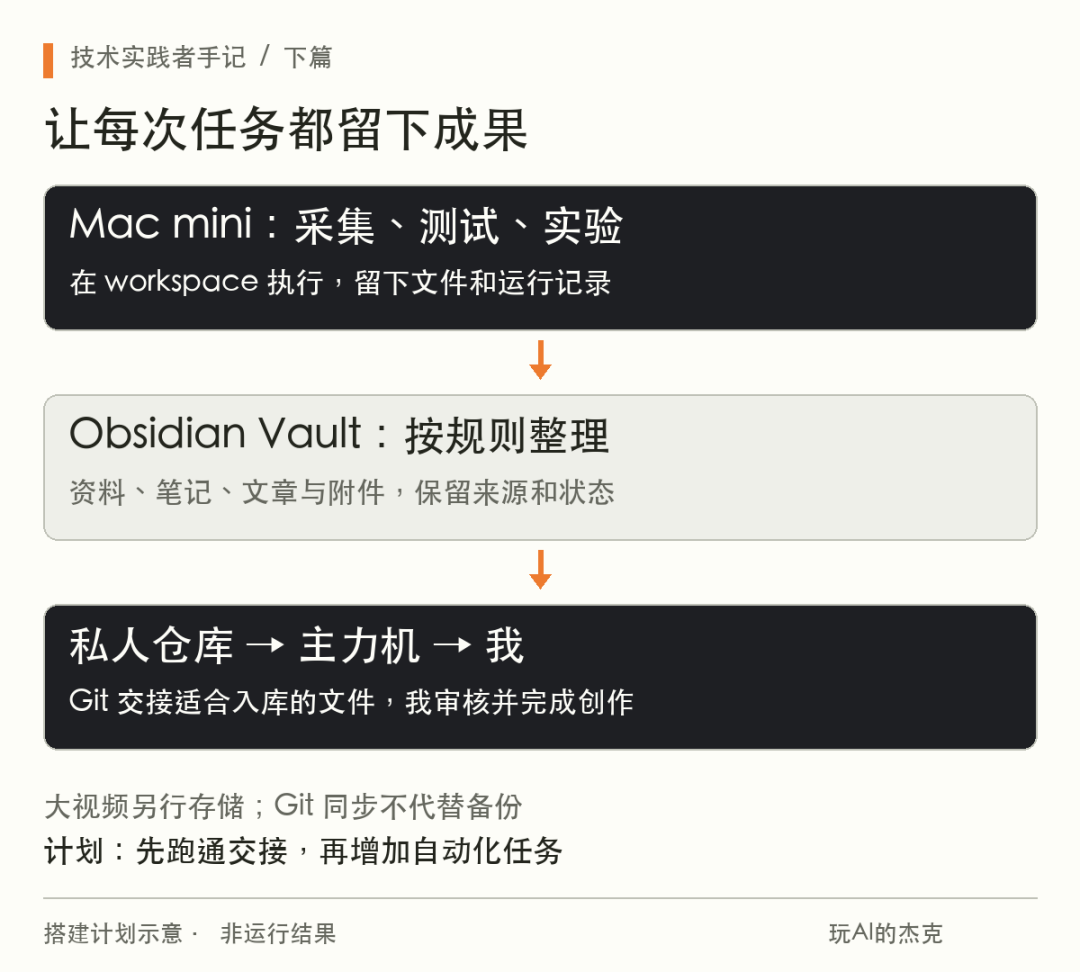 技术实践者手记 / 下篇
让每次任务都留下成果
Mac mini：采集、测试、实验
在 workspace 执行，留下文件和运行记录
Obsidian Vault：按规则整理
资料、笔记、文章与附件，保留来源和状态
私人仓库 → 主力机 → 我
Git 交接适合入库的文件，我审核并完成创作
大视频另行存储；Git 同步不代替备份
计划：先跑通交接，再增加自动化任务
搭建计划示意 · 非运行结果
玩AI的杰克